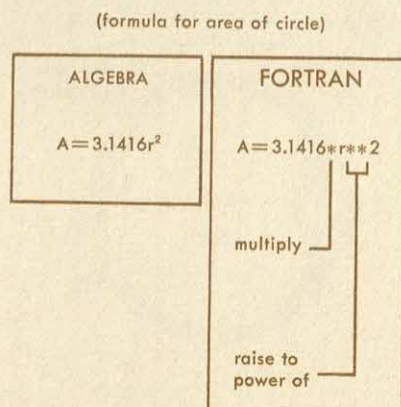 (formula for area of circle)
ALGEBRA
A=3.1416r²
FORTRAN
A=3.1416*r**2
multiply
raise to
power of